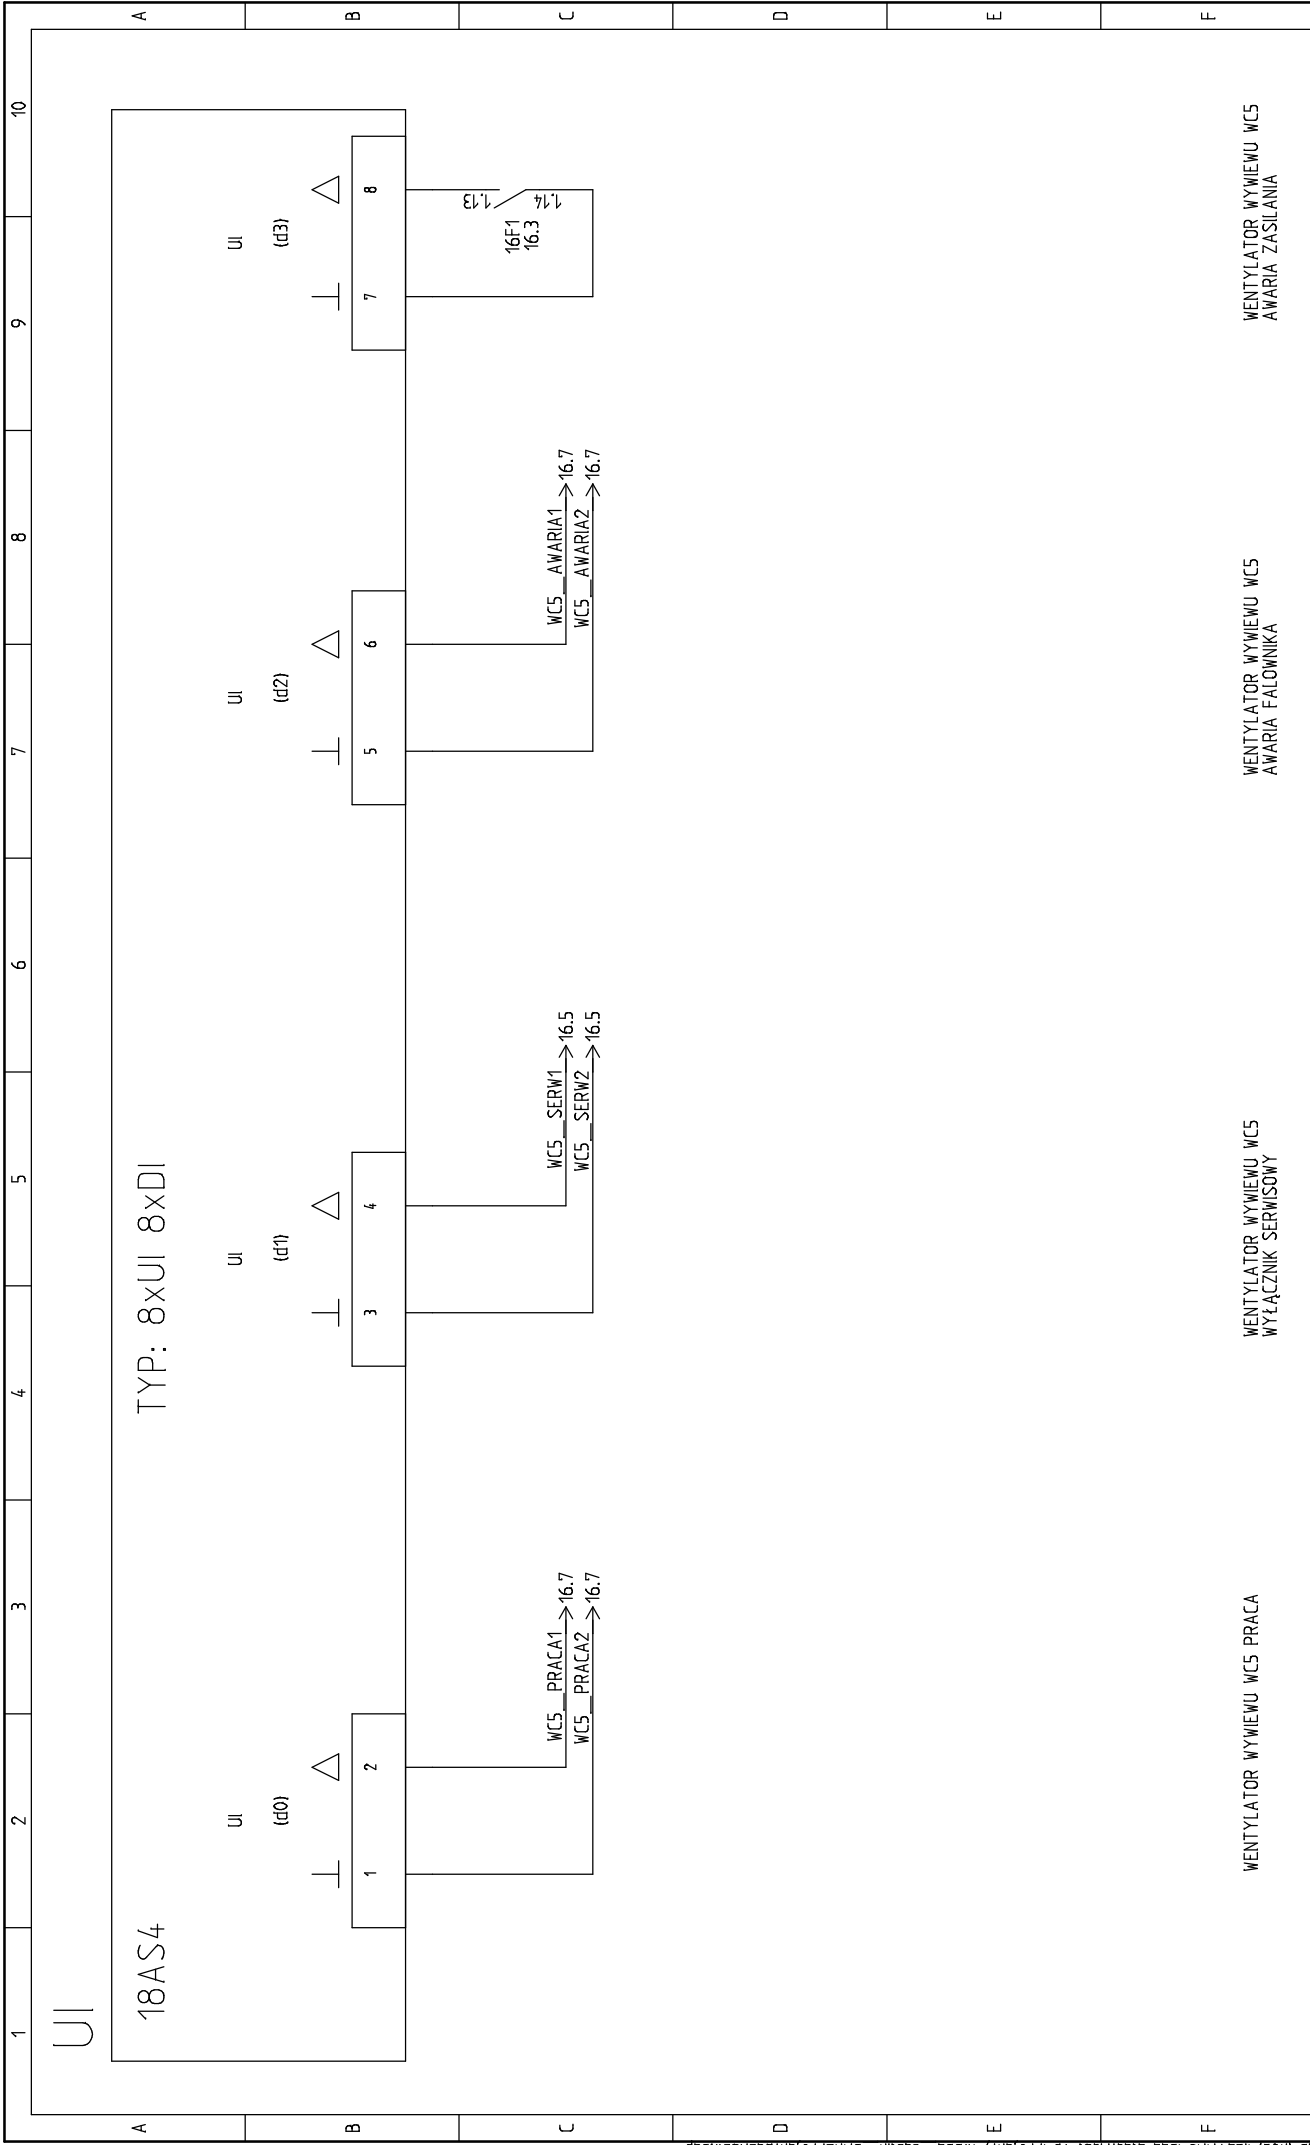 1 2 3 4 5 6 7 8 9 10
A A
B B
C C
D D
E E
F F
UI
18AS4
TYP: 8xUI 8xDI
UI
(d0)
1 2
WC5_PRACA1 16.7
WC5_PRACA2 16.7
WENTYLATOR WYWIEWU WC5 PRACA
UI
(d1)
3 4
WC5_SERW1 16.5
WC5_SERW2 16.5
WENTYLATOR WYWIEWU WC5
WYŁĄCZNIK SERWISOWY
UI
(d2)
5 6
WC5_AWARIA1 16.7
WC5_AWARIA2 16.7
WENTYLATOR WYWIEWU WC5
AWARIA FALOWNIKA
UI
(d3)
7 8
1.13
1.14
16F1
16.3
WENTYLATOR WYWIEWU WC5
AWARIA ZASILANIA